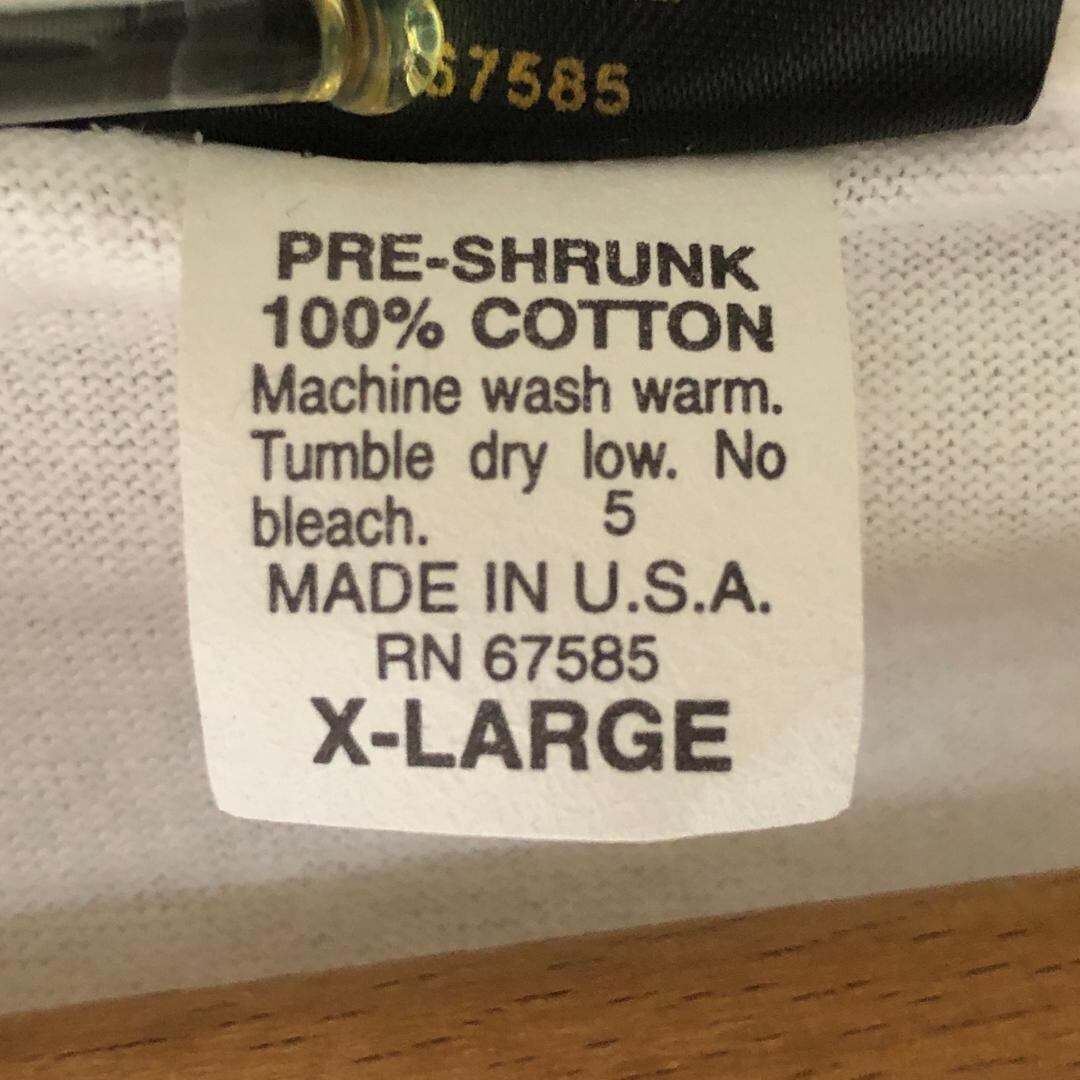 67585
PRE-SHRUNK
100% COTTON
Machine wash warm.
Tumble dry low. No
bleach. 5
MADE IN U.S.A.
RN 67585
X-LARGE